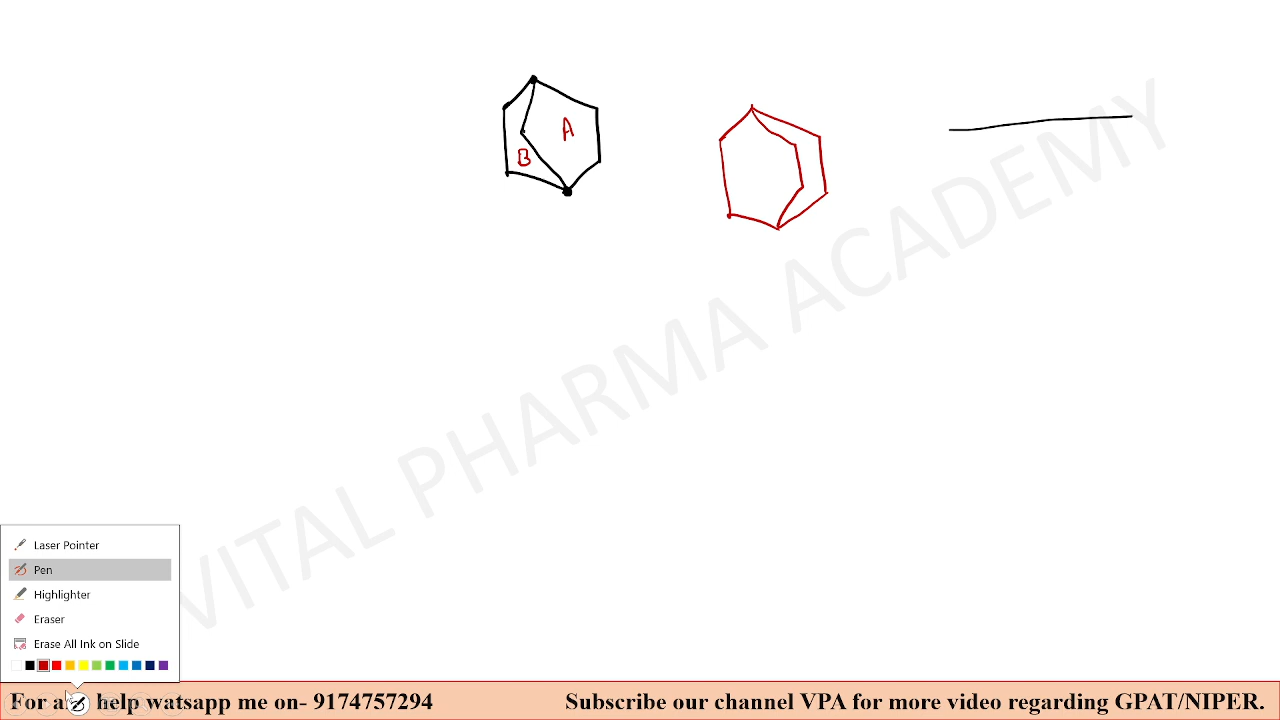 A
B
VITAL PHARMA ACADEMY
Laser Pointer
Pen
Highlighter
Eraser
Erase All Ink on Slide
For a help watsapp me on- 9174757294
Subscribe our channel VPA for more video regarding GPAT/NIPER.